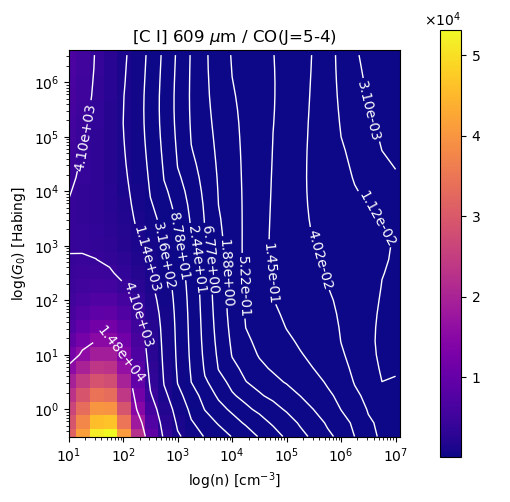 [C I] 609 μm / CO(J=5-4)
×10⁴
log(G₀) [Habing]
10⁶
10⁵
10⁴
10³
10²
10¹
10⁰
4.10e+03
3.10e-03
1.12e-02
1.14e+03
3.16e+02
8.78e+01
2.44e+01
6.77e+00
1.88e+00
5.22e-01
1.45e-01
4.02e-02
4.10e+03
1.48e+04
10¹
10²
10³
10⁴
10⁵
10⁶
10⁷
log(n) [cm⁻³]
5
4
3
2
1